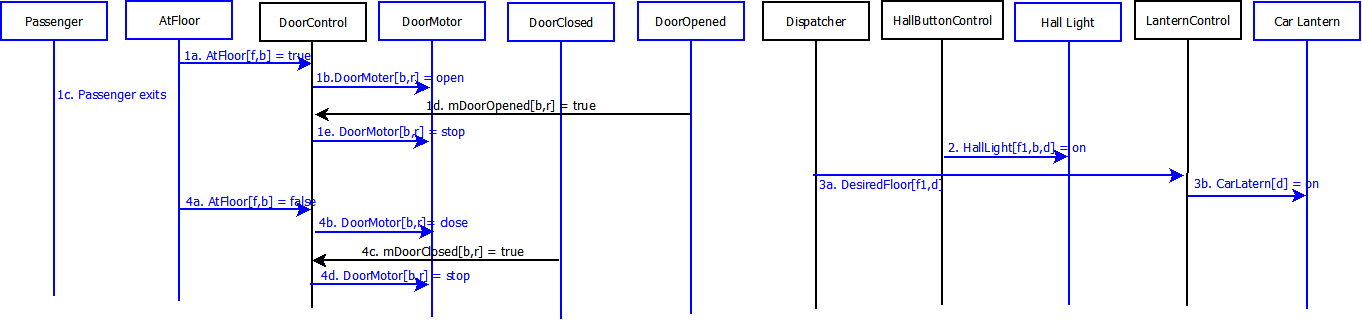 Passenger
AtFloor
DoorControl
DoorMotor
DoorClosed
DoorOpened
Dispatcher
HallButtonControl
Hall Light
LanternControl
Car Lantern
1a. AtFloor[f,b] = true
1b.DoorMoter[b,r] = open
1c. Passenger exits
1d. mDoorOpened[b,r] = true
1e. DoorMotor[b,r] = stop
2. HallLight[f1,b,d] = on
3a. DesiredFloor[f1,d]
3b. CarLatern[d] = on
4a. AtFloor[f,b] = false
4b. DoorMotor[b,r]= close
4c. mDoorClosed[b,r] = true
4d. DoorMotor[b,r] = stop